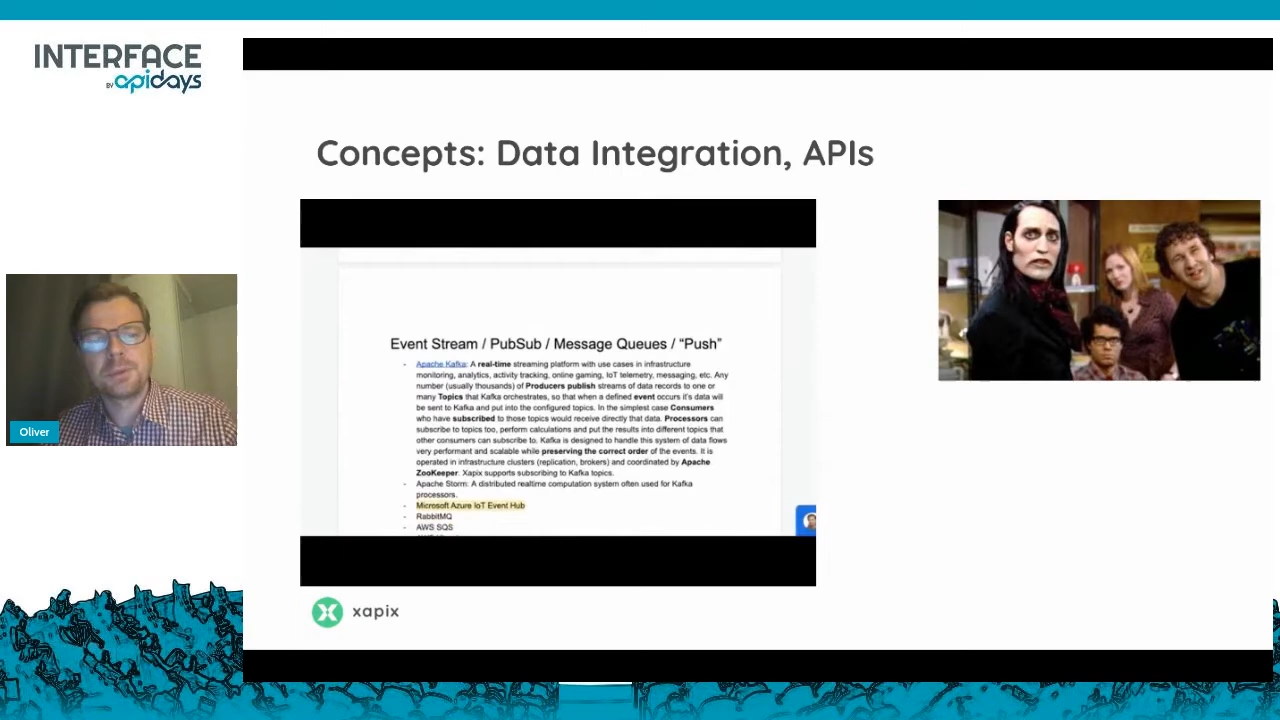 INTERFACE
BY apidays
Concepts: Data Integration, APIs
Event Stream / PubSub / Message Queues / “Push”
- Apache Kafka: A real-time streaming platform with use cases in infrastructure
monitoring, analytics, activity tracking, online gaming, IoT telemetry, messaging, etc. Any
number (usually thousands) of Producers publish streams of data records to one or
many Topics that Kafka orchestrates, so that when a defined event occurs it's data will
be sent to Kafka and put into the configured topics. In the simplest case Consumers
who have subscribed to those topics would receive directly that data. Processors can
subscribe to topics too, perform calculations and put the results into different topics that
other consumers can subscribe to. Kafka is designed to handle this system of data flows
very performant and scalable while preserving the correct order of the events. It is
operated in infrastructure clusters (replication, brokers) and coordinated by Apache
ZooKeeper. Xapix supports subscribing to Kafka topics.
- Apache Storm: A distributed realtime computation system often used for Kafka
processors.
- Microsoft Azure IoT Event Hub
- RabbitMQ
- AWS SQS
Oliver
xapix